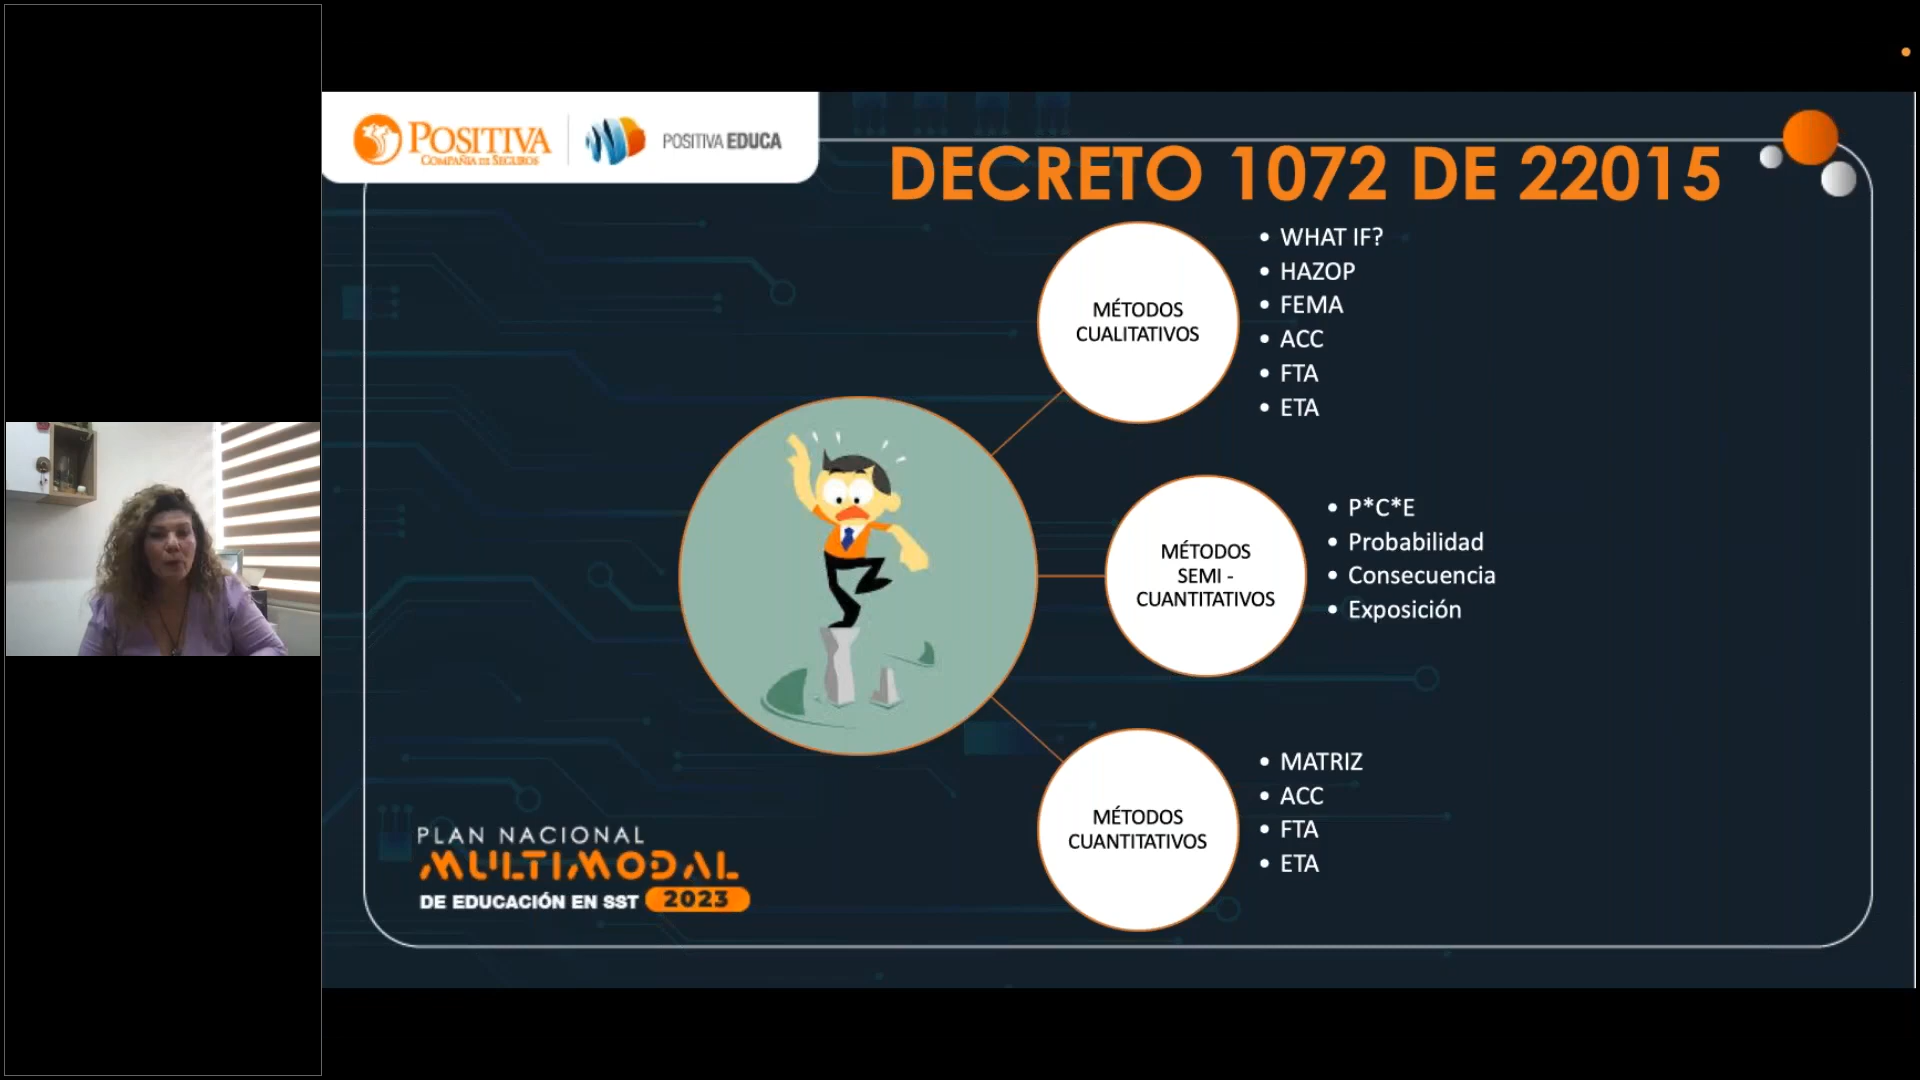 POSITIVA
COMPAÑÍA DE SEGUROS
POSITIVA EDUCA
DECRETO 1072 DE 22015
MÉTODOS
CUALITATIVOS
• WHAT IF?
• HAZOP
• FEMA
• ACC
• FTA
• ETA
MÉTODOS
SEMI -
CUANTITATIVOS
• P*C*E
• Probabilidad
• Consecuencia
• Exposición
MÉTODOS
CUANTITATIVOS
• MATRIZ
• ACC
• FTA
• ETA
PLAN NACIONAL
MULTIMODAL
DE EDUCACIÓN EN SST 2023